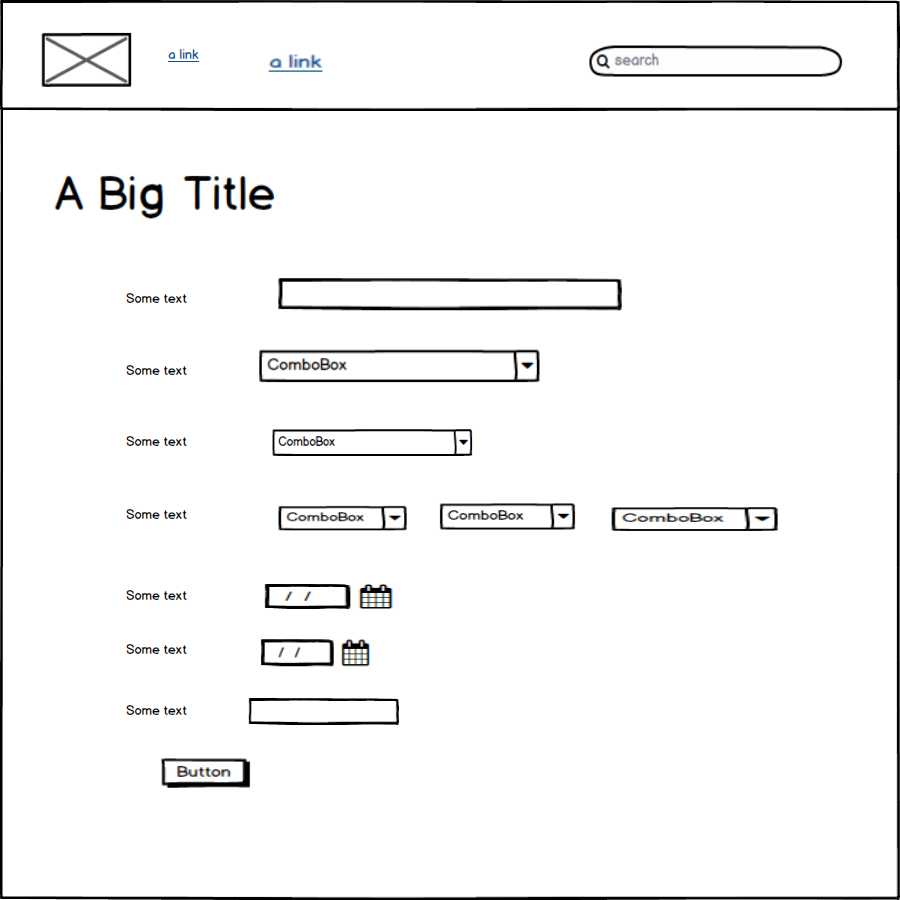 a link
a link
search
A Big Title
Some text
Some text
ComboBox
Some text
ComboBox
Some text
ComboBox
ComboBox
ComboBox
Some text
/ /
Some text
/ /
Some text
Button